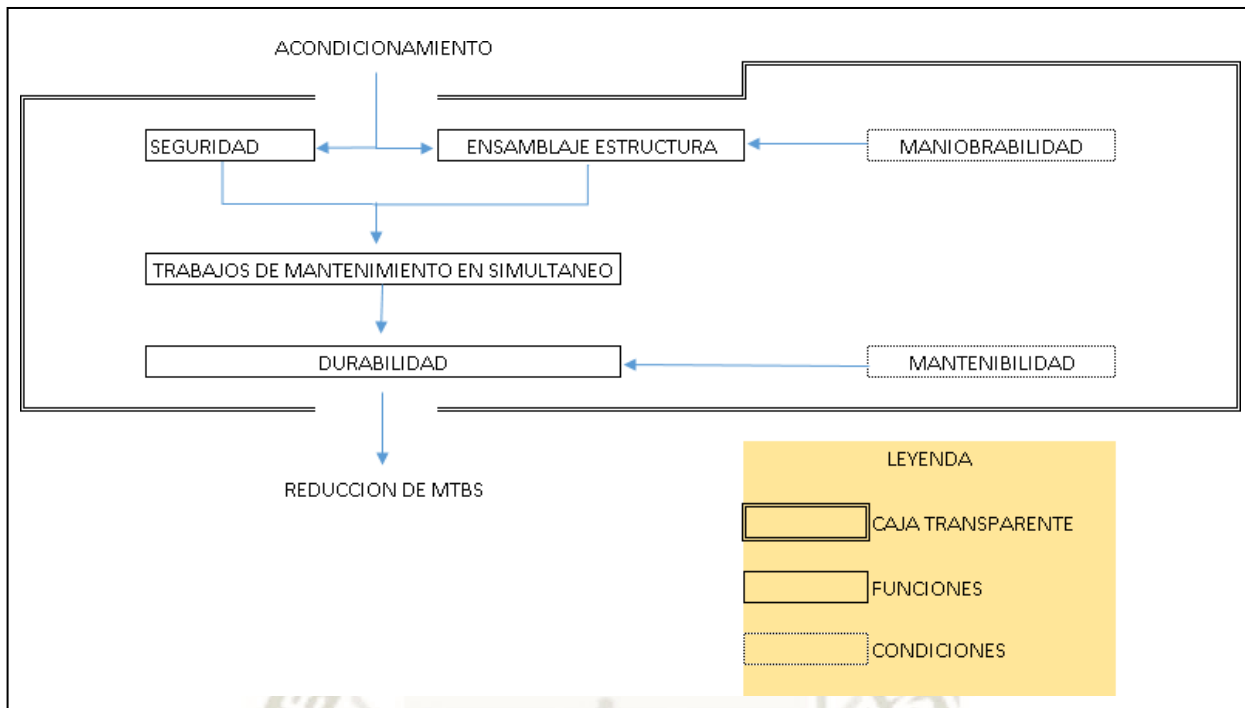 ACONDICIONAMIENTO
SEGURIDAD
ENSAMBLAJE ESTRUCTURA
MANIOBRABILIDAD
TRABAJOS DE MANTENIMIENTO EN SIMULTANEO
DURABILIDAD
MANTENIBILIDAD
REDUCCION DE MTBS
LEYENDA
CAJA TRANSPARENTE
FUNCIONES
CONDICIONES